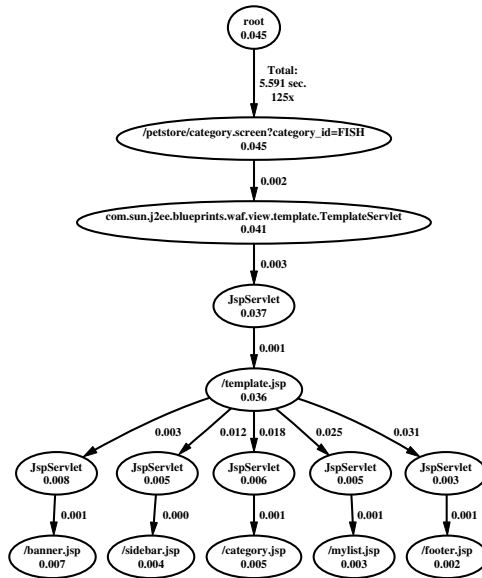 root
0.045
Total:
5.591 sec.
125x
/petstore/category.screen?category_id=FISH
0.045
0.002
com.sun.j2ee.blueprints.waf.view.template.TemplateServlet
0.041
0.003
JspServlet
0.037
0.001
/template.jsp
0.036
0.003 0.012 0.018 0.025 0.031
JspServlet JspServlet JspServlet JspServlet JspServlet
0.008 0.005 0.006 0.005 0.003
0.001 0.000 0.001 0.001 0.001
/banner.jsp /sidebar.jsp /category.jsp /mylist.jsp /footer.jsp
0.007 0.004 0.005 0.003 0.002